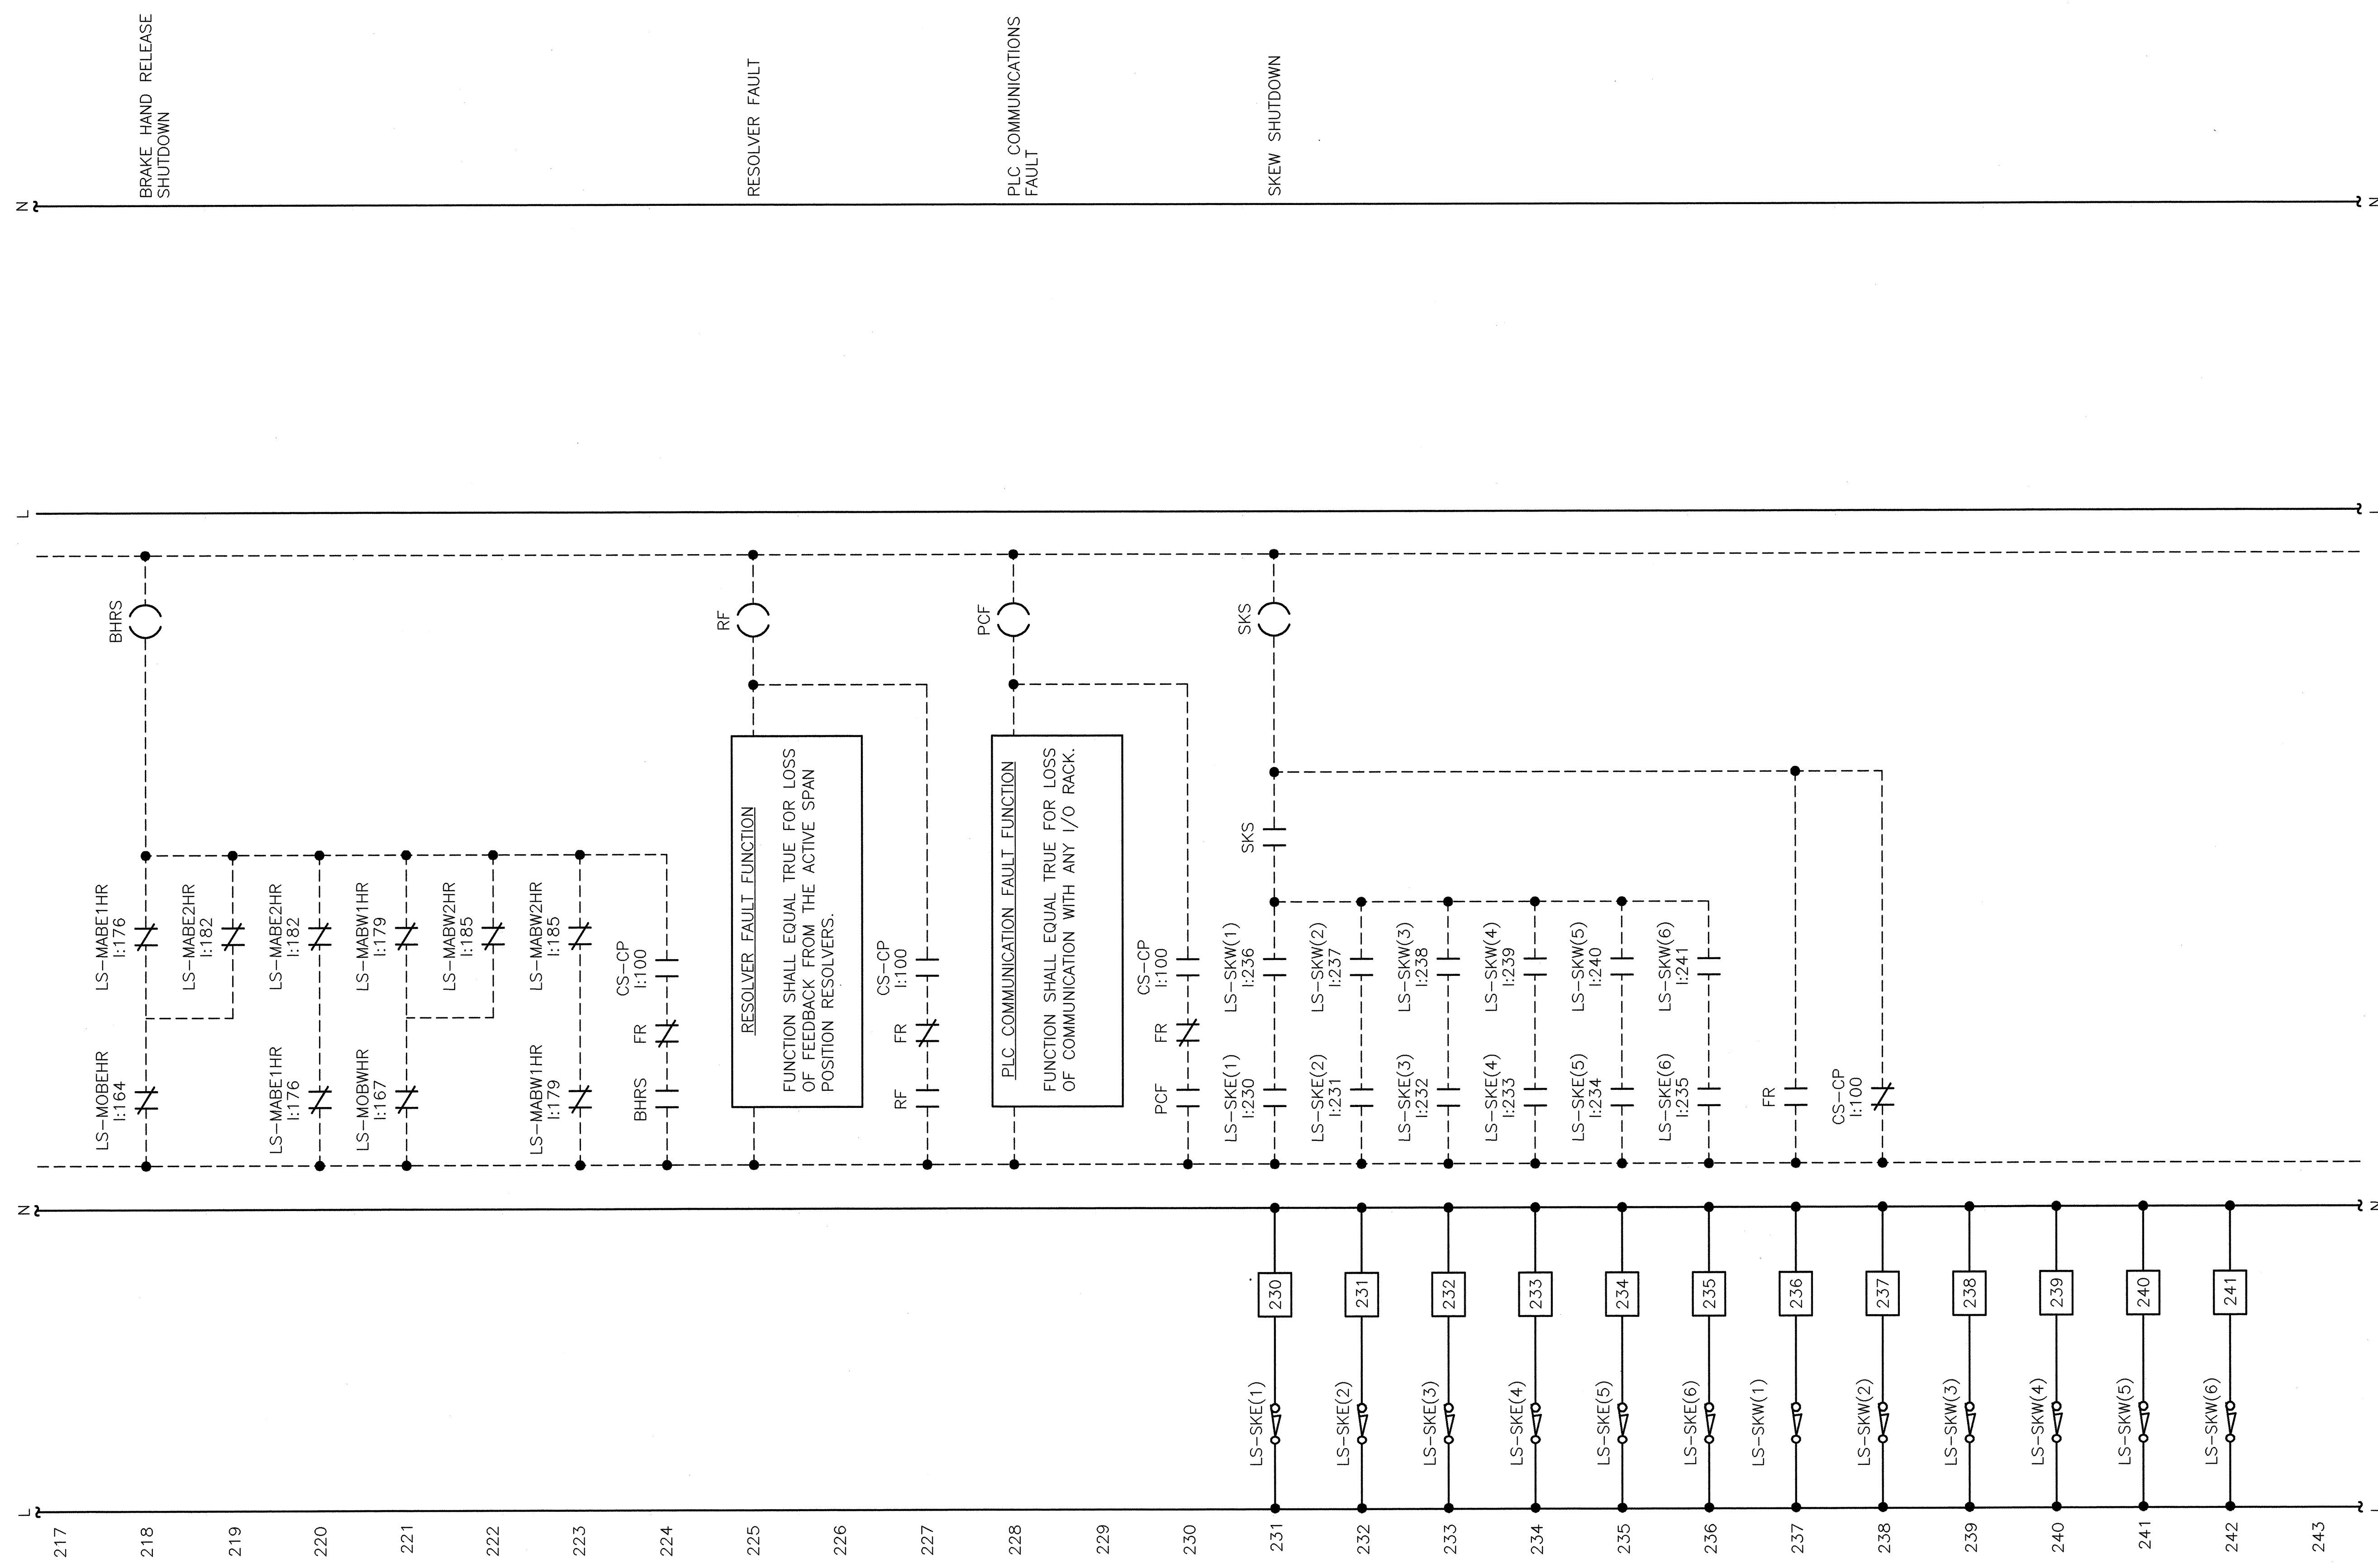 217
L
N
L
N
218
LS-MOBEHR
I:164
LS-MABE1HR
I:176
BHRS
BRAKE HAND RELEASE
SHUTDOWN
219
LS-MABE2HR
I:182
220
LS-MABE1HR
I:176
LS-MABE2HR
I:182
221
LS-MOBWHR
I:167
LS-MABW1HR
I:179
222
LS-MABW2HR
I:185
223
LS-MABW1HR
I:179
LS-MABW2HR
I:185
224
BHRS
FR
CS-CP
I:100
225
RESOLVER FAULT FUNCTION
FUNCTION SHALL EQUAL TRUE FOR LOSS
OF FEEDBACK FROM THE ACTIVE SPAN
POSITION RESOLVERS.
RF
RESOLVER FAULT
226
227
RF
FR
CS-CP
I:100
228
PLC COMMUNICATION FAULT FUNCTION
FUNCTION SHALL EQUAL TRUE FOR LOSS
OF COMMUNICATION WITH ANY I/O RACK.
PCF
PLC COMMUNICATIONS
FAULT
229
230
PCF
FR
CS-CP
I:100
231
LS-SKE(1)
230
LS-SKE(1)
I:230
LS-SKW(1)
I:236
SKS
SKS
SKEW SHUTDOWN
232
LS-SKE(2)
231
LS-SKE(2)
I:231
LS-SKW(2)
I:237
233
LS-SKE(3)
232
LS-SKE(3)
I:232
LS-SKW(3)
I:238
234
LS-SKE(4)
233
LS-SKE(4)
I:233
LS-SKW(4)
I:239
235
LS-SKE(5)
234
LS-SKE(5)
I:234
LS-SKW(5)
I:240
236
LS-SKE(6)
235
LS-SKE(6)
I:235
LS-SKW(6)
I:241
237
LS-SKW(1)
236
FR
238
LS-SKW(2)
237
CS-CP
I:100
239
LS-SKW(3)
238
240
LS-SKW(4)
239
241
LS-SKW(5)
240
242
LS-SKW(6)
241
243
N
N